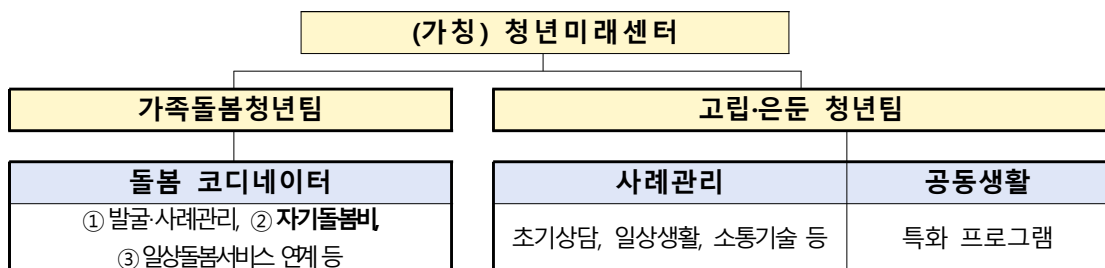 (가칭) 청년미래센터
가족돌봄청년팀
고립·은둔 청년팀
돌봄 코디네이터
사례관리
공동생활
① 발굴·사례관리, ② 자기돌봄비,
③ 일상돌봄서비스 연계 등
초기상담, 일상생활, 소통기술 등
특화 프로그램